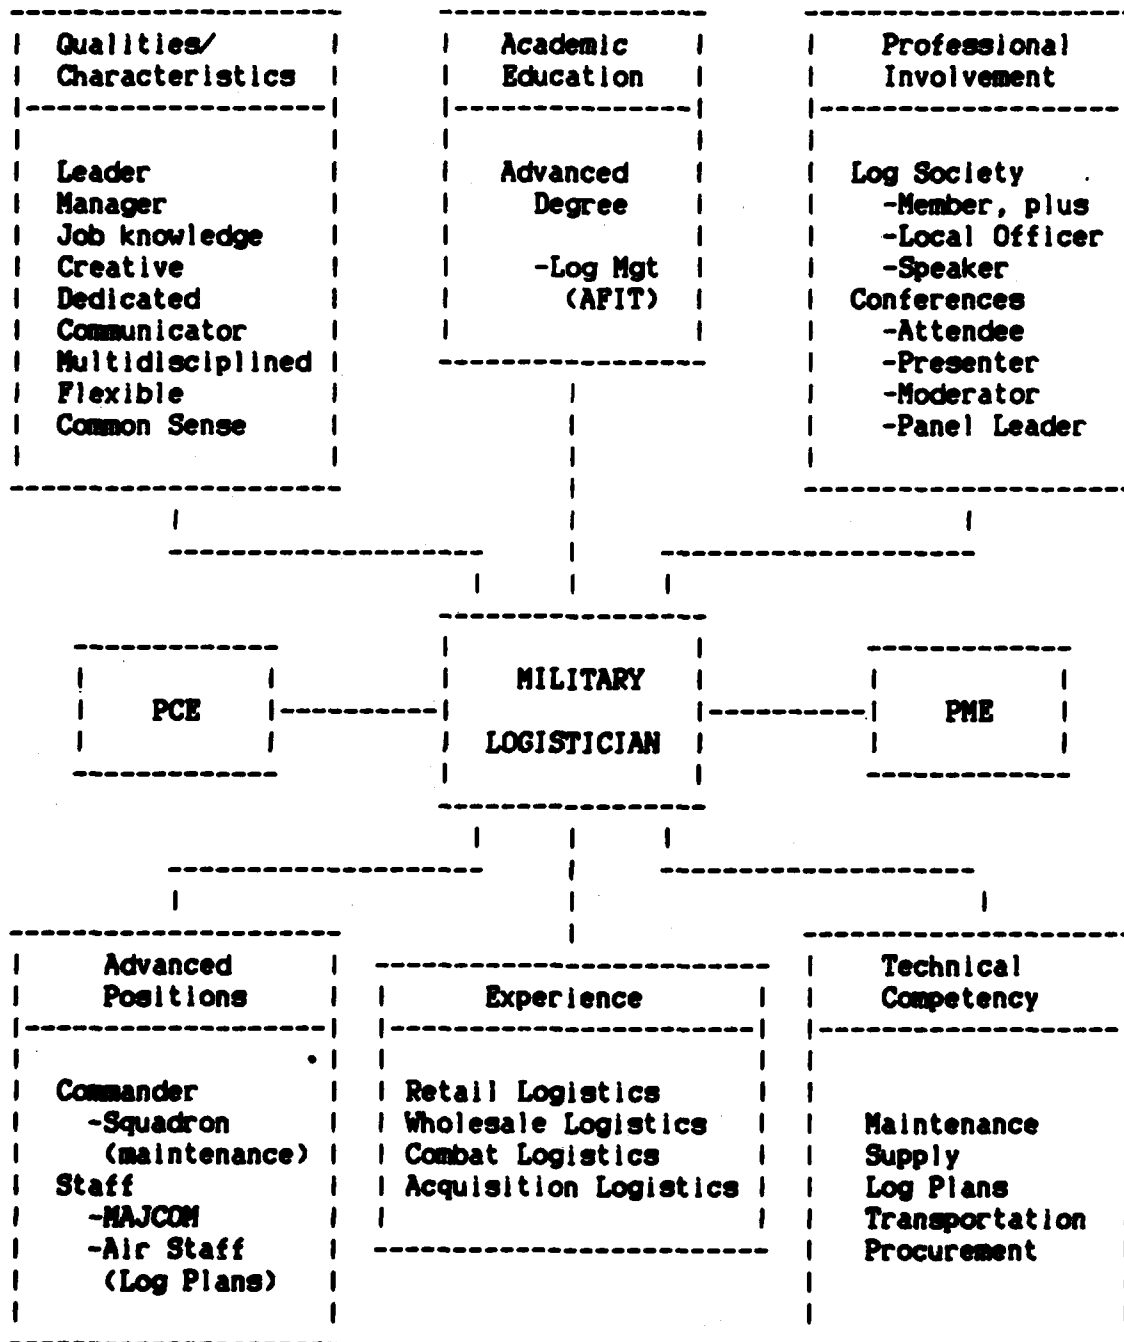 Qualities/
Characteristics
Leader
Manager
Job knowledge
Creative
Dedicated
Communicator
Multidisciplined
Flexible
Common Sense
Academic
Education
Advanced
Degree
-Log Mgt
(AFIT)
Professional
Involvement
Log Society
-Member, plus
-Local Officer
-Speaker
Conferences
-Attendee
-Presenter
-Moderator
-Panel Leader
PCE
MILITARY
LOGISTICIAN
PME
Advanced
Positions
Commander
-Squadron
(maintenance)
Staff
-MAJCOM
-Air Staff
(Log Plans)
Experience
Retail Logistics
Wholesale Logistics
Combat Logistics
Acquisition Logistics
Technical
Competency
Maintenance
Supply
Log Plans
Transportation
Procurement